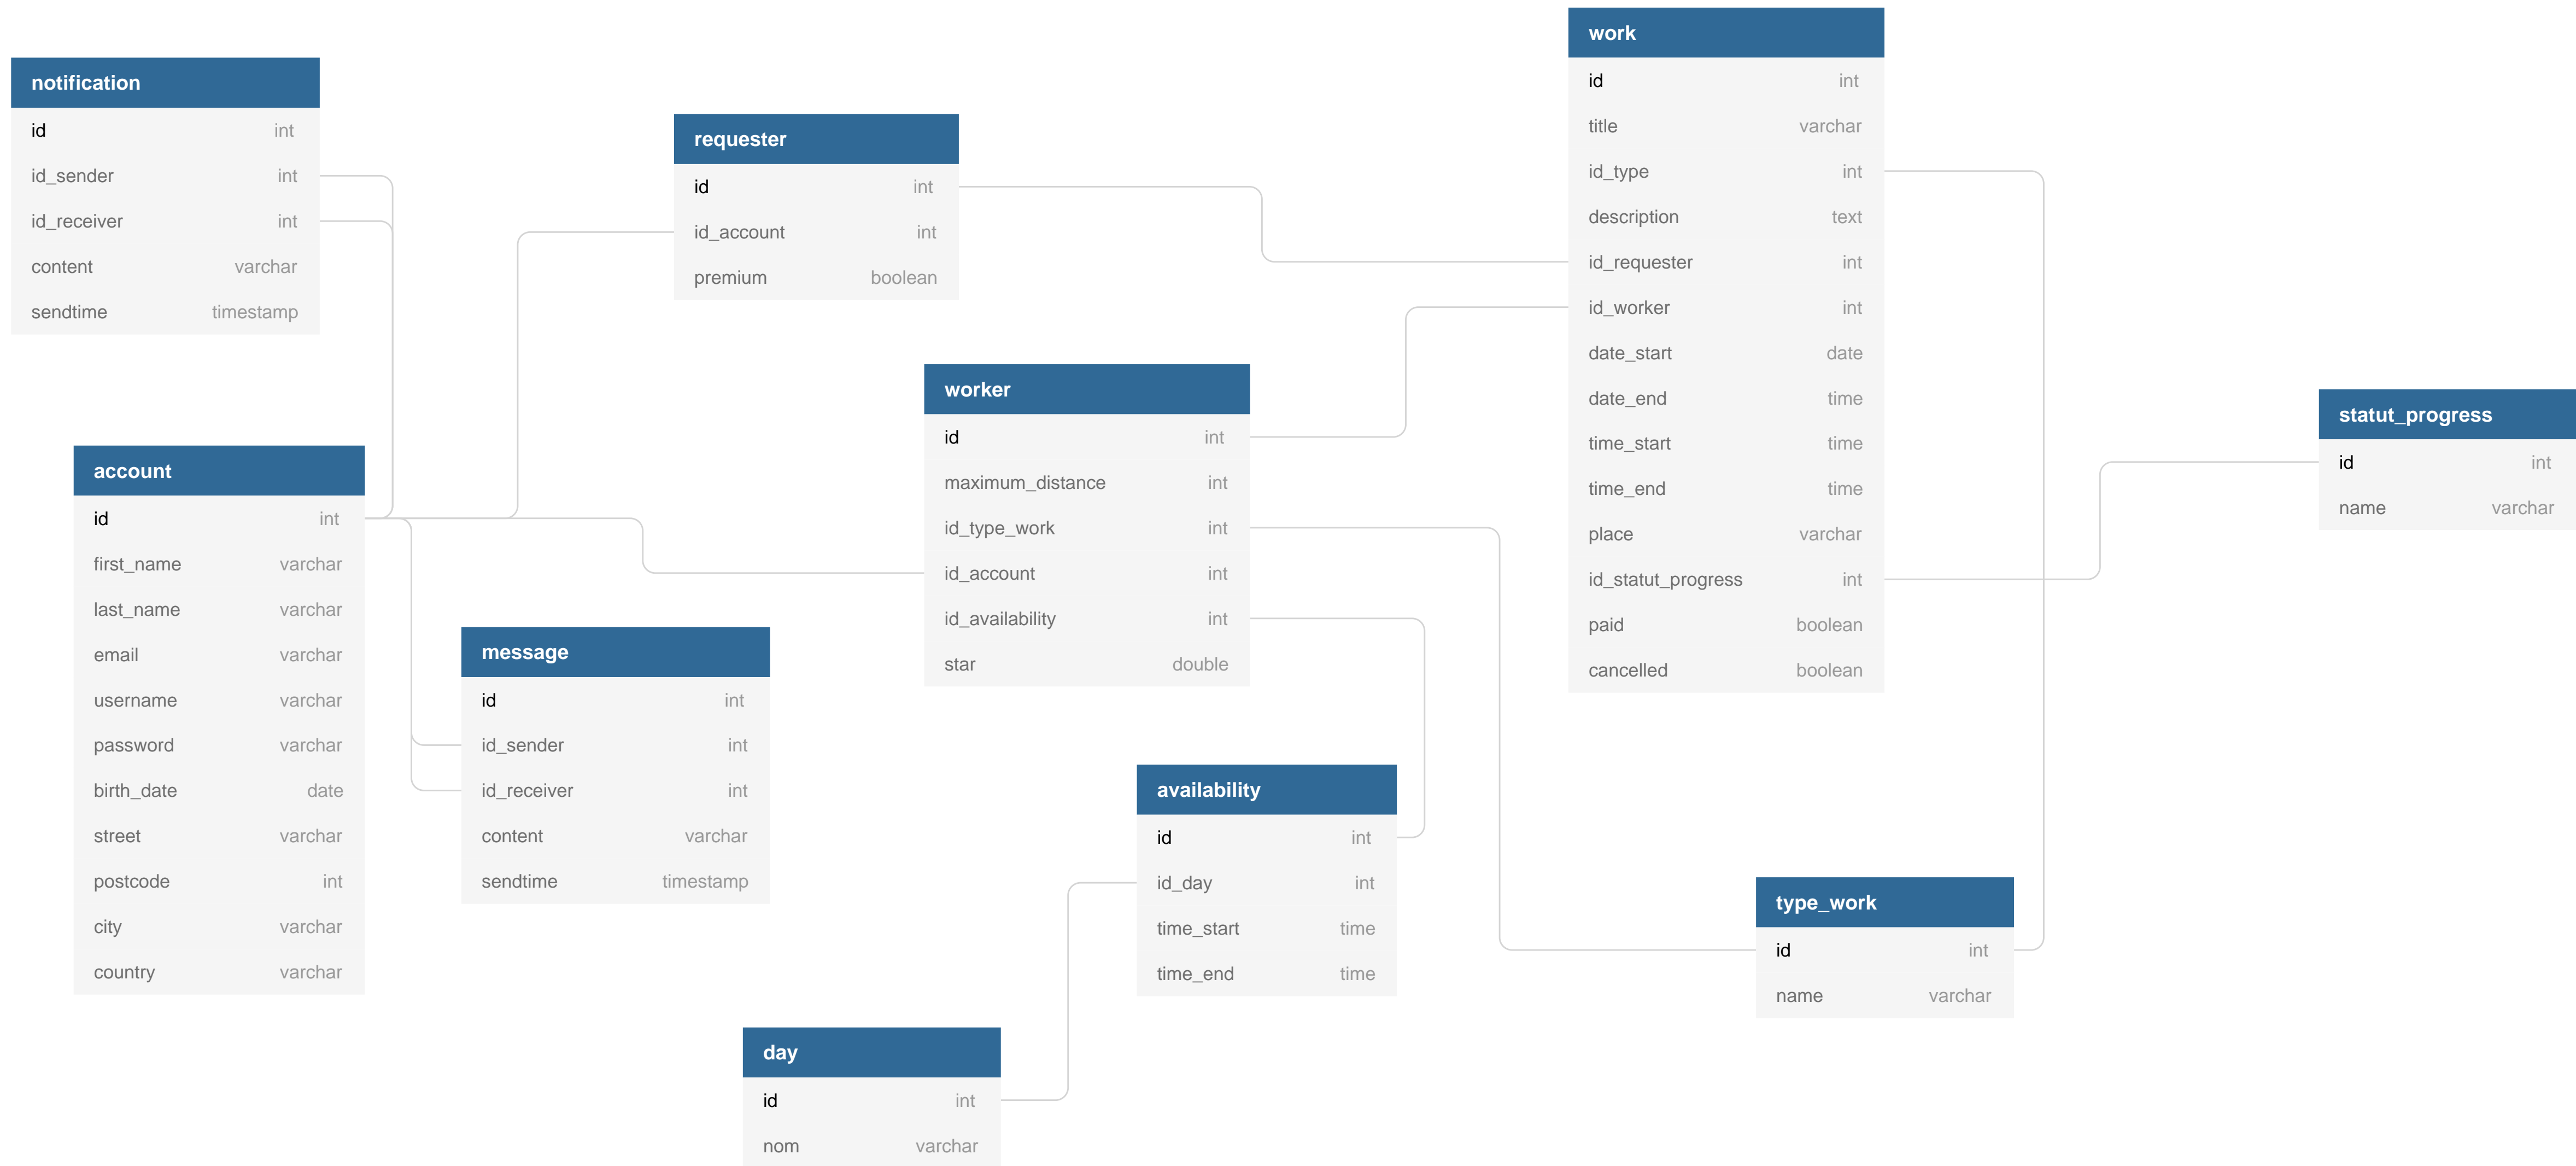 notification
id int
id_sender int
id_receiver int
content varchar
sendtime timestamp
account
id int
first_name varchar
last_name varchar
email varchar
username varchar
password varchar
birth_date date
street varchar
postcode int
city varchar
country varchar
message
id int
id_sender int
id_receiver int
content varchar
sendtime timestamp
requester
id int
id_account int
premium boolean
worker
id int
maximum_distance int
id_type_work int
id_account int
id_availability int
star double
day
id int
nom varchar
availability
id int
id_day int
time_start time
time_end time
work
id int
title varchar
id_type int
description text
id_requester int
id_worker int
date_start date
date_end time
time_start time
time_end time
place varchar
id_statut_progress int
paid boolean
cancelled boolean
type_work
id int
name varchar
statut_progress
id int
name varchar